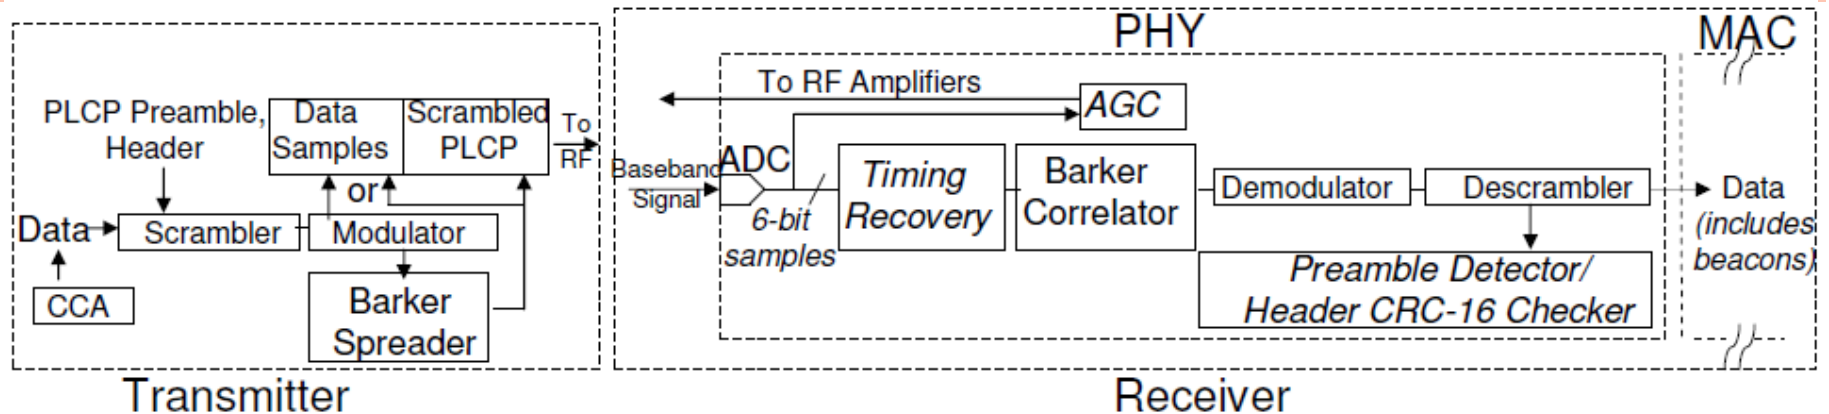 PHY
MAC
To RF Amplifiers
AGC
PLCP Preamble,
Header
Data
Samples
Scrambled
PLCP
To
RF
or
Data
Scrambler
Modulator
CCA
Barker
Spreader
Baseband
Signal
ADC
6-bit
samples
Timing
Recovery
Barker
Correlator
Demodulator
Descrambler
Data
(includes
beacons)
Preamble Detector/
Header CRC-16 Checker
Transmitter
Receiver